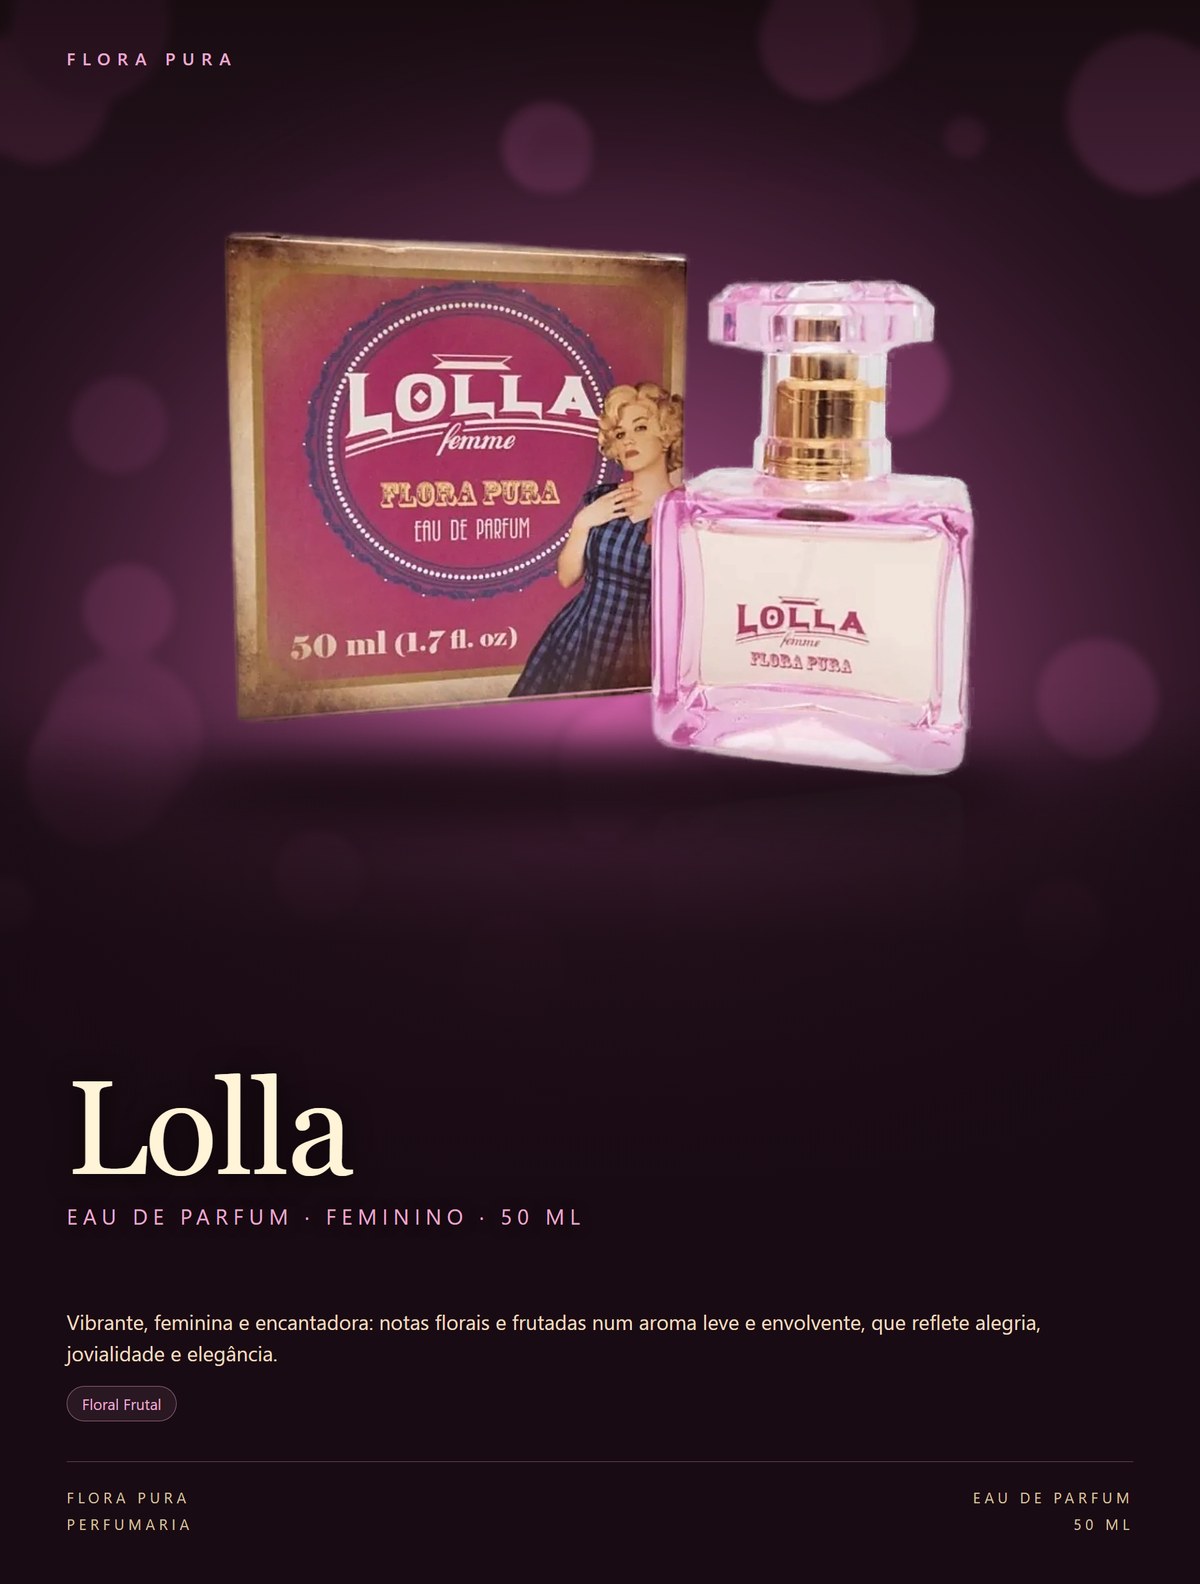 FLORA PURA
LOLLA
femme
FLORA PURA
EAU DE PARFUM
50 ml (1.7 fl. oz)
LOLLA
femme
FLORA PURA
Lolla
EAU DE PARFUM · FEMININO · 50 ML
Vibrante, feminina e encantadora: notas florais e frutadas num aroma leve e envolvente, que reflete alegria,
jovialidade e elegância.
Floral Frutal
FLORA PURA
PERFUMARIA
EAU DE PARFUM
50 ML